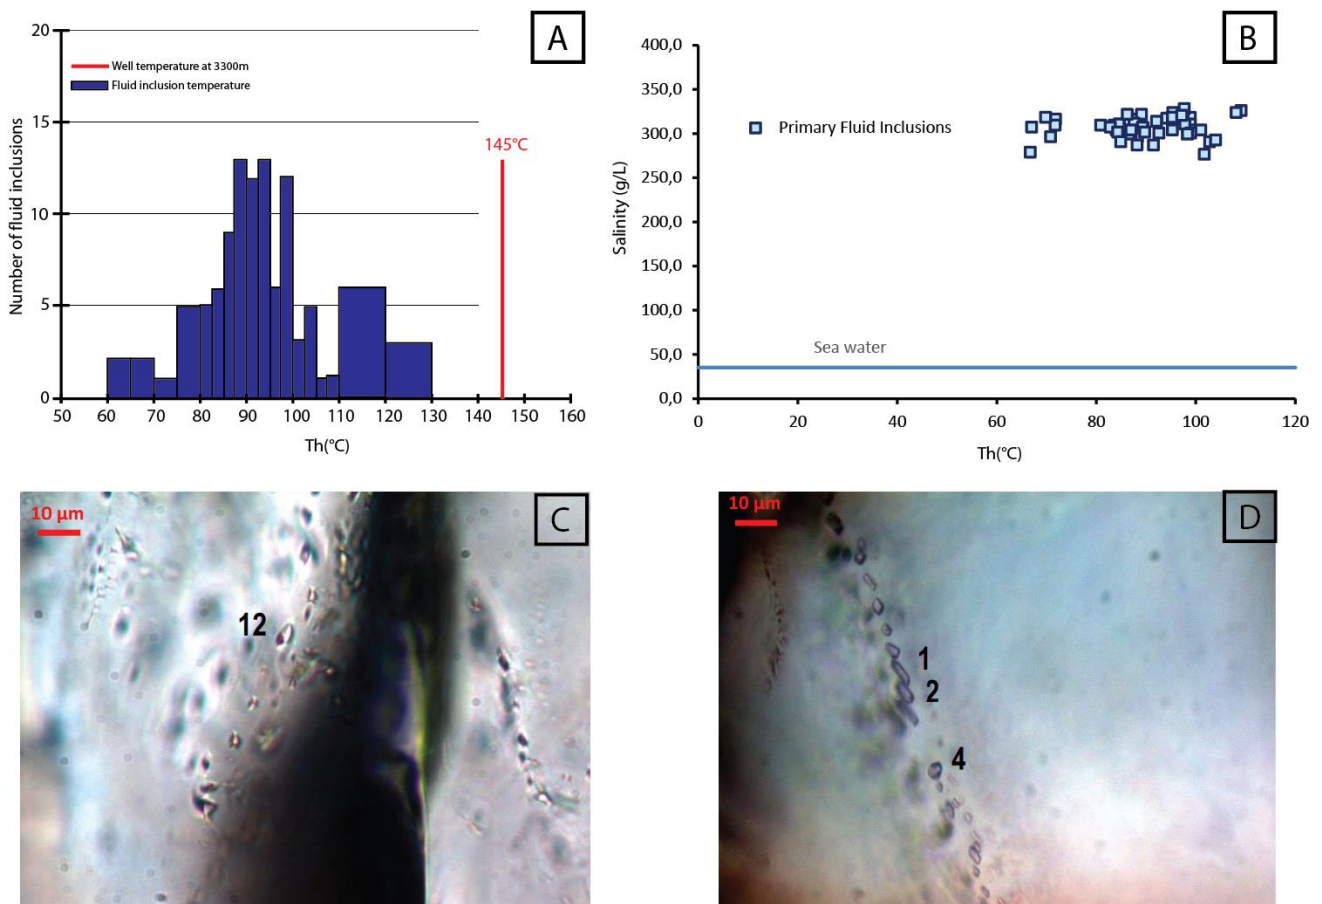 A
20
15
10
5
0
Number of fluid inclusions
Well temperature at 3300m
Fluid inclusion temperature
145°C
50 60 70 80 90 100 110 120 130 140 150 160
Th(°C)
B
400,0
350,0
300,0
250,0
200,0
150,0
100,0
50,0
0,0
Salinity (g/L)
Primary Fluid Inclusions
Sea water
0 20 40 60 80 100 120
Th(°C)
10 µm
C
12
10 µm
D
1
2
4